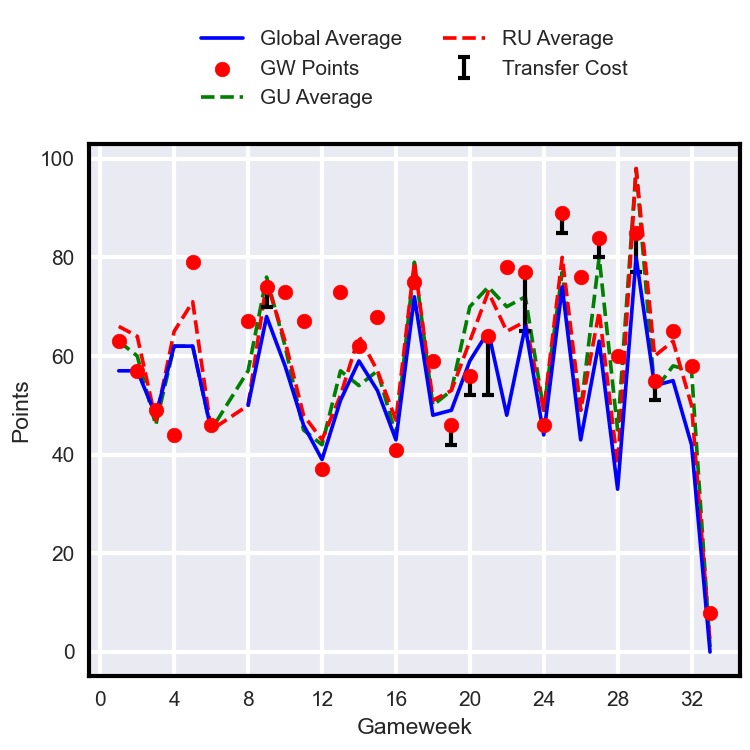 Global Average
GW Points
GU Average
RU Average
Transfer Cost
100
80
60
40
20
0
Points
0 4 8 12 16 20 24 28 32
Gameweek